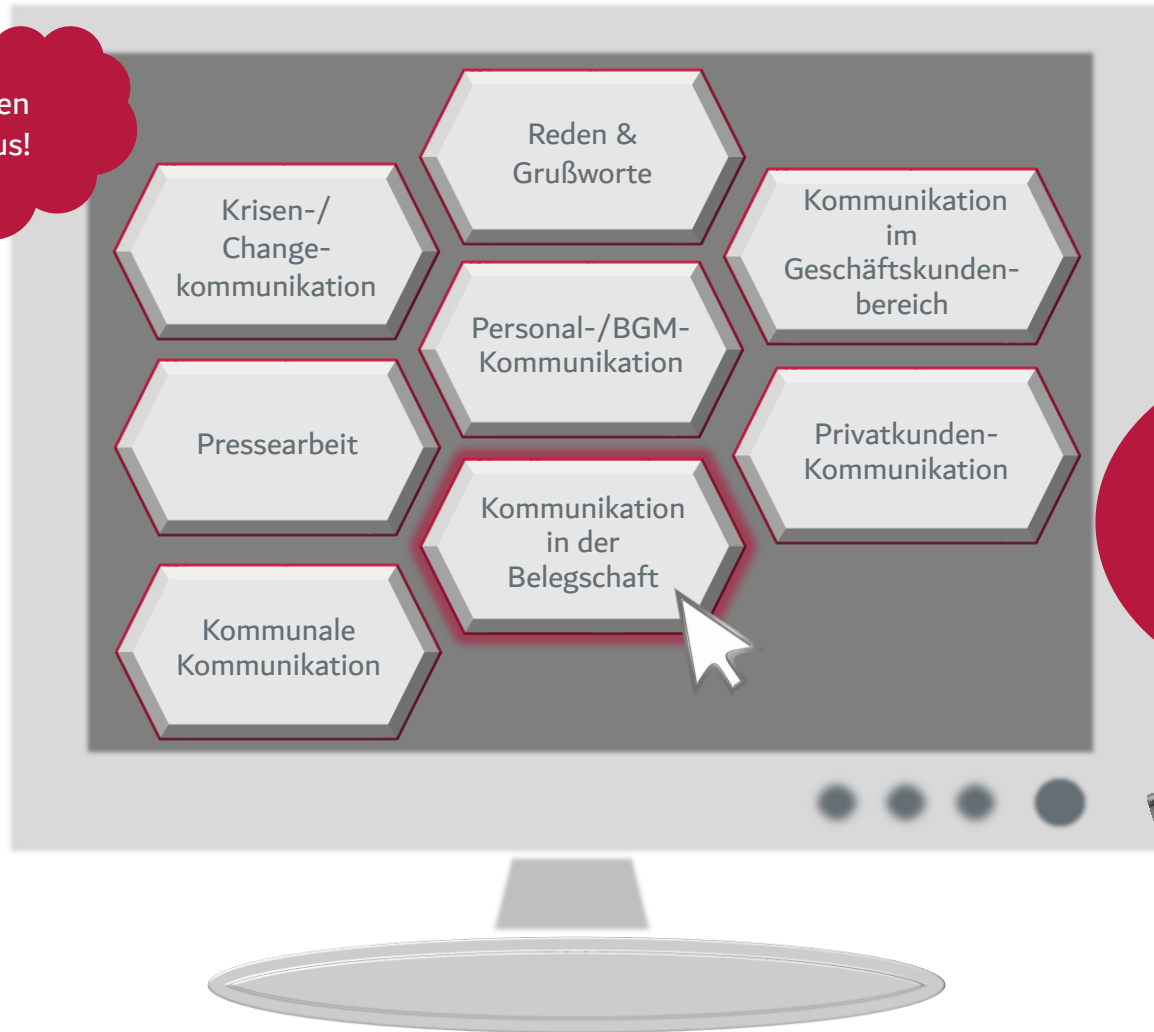 en
us!
Reden &
Grußworte
Krisen-/
Change-
kommunikation
Kommunikation
im
Geschäftskunden-
bereich
Personal-/BGM-
Kommunikation
Pressearbeit
Privatkunden-
Kommunikation
Kommunikation
in der
Belegschaft
Kommunale
Kommunikation